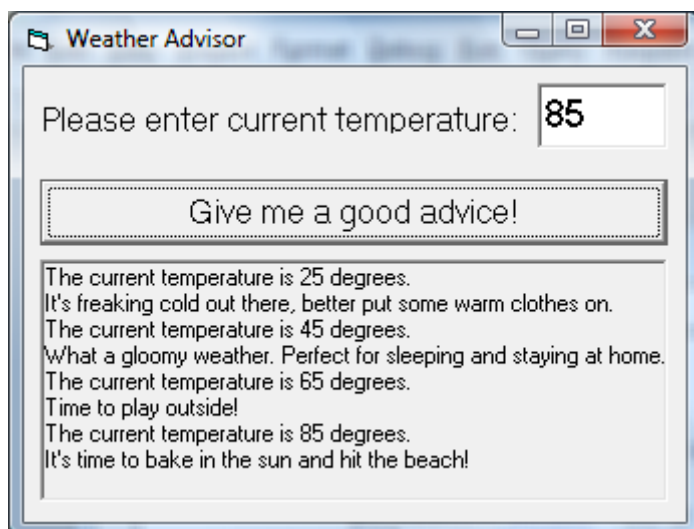 Weather Advisor
Please enter current temperature: 85
Give me a good advice!
The current temperature is 25 degrees.
It's freaking cold out there, better put some warm clothes on.
The current temperature is 45 degrees.
What a gloomy weather. Perfect for sleeping and staying at home.
The current temperature is 65 degrees.
Time to play outside!
The current temperature is 85 degrees.
It's time to bake in the sun and hit the beach!